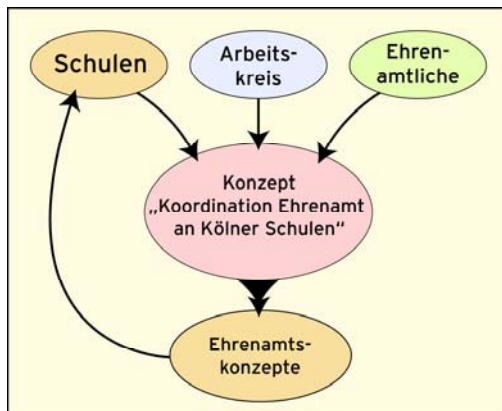 Schulen
Arbeits-
kreis
Ehren-
amtliche
Konzept
„Koordination Ehrenamt
an Kölner Schulen“
Ehrenamts-
konzepte